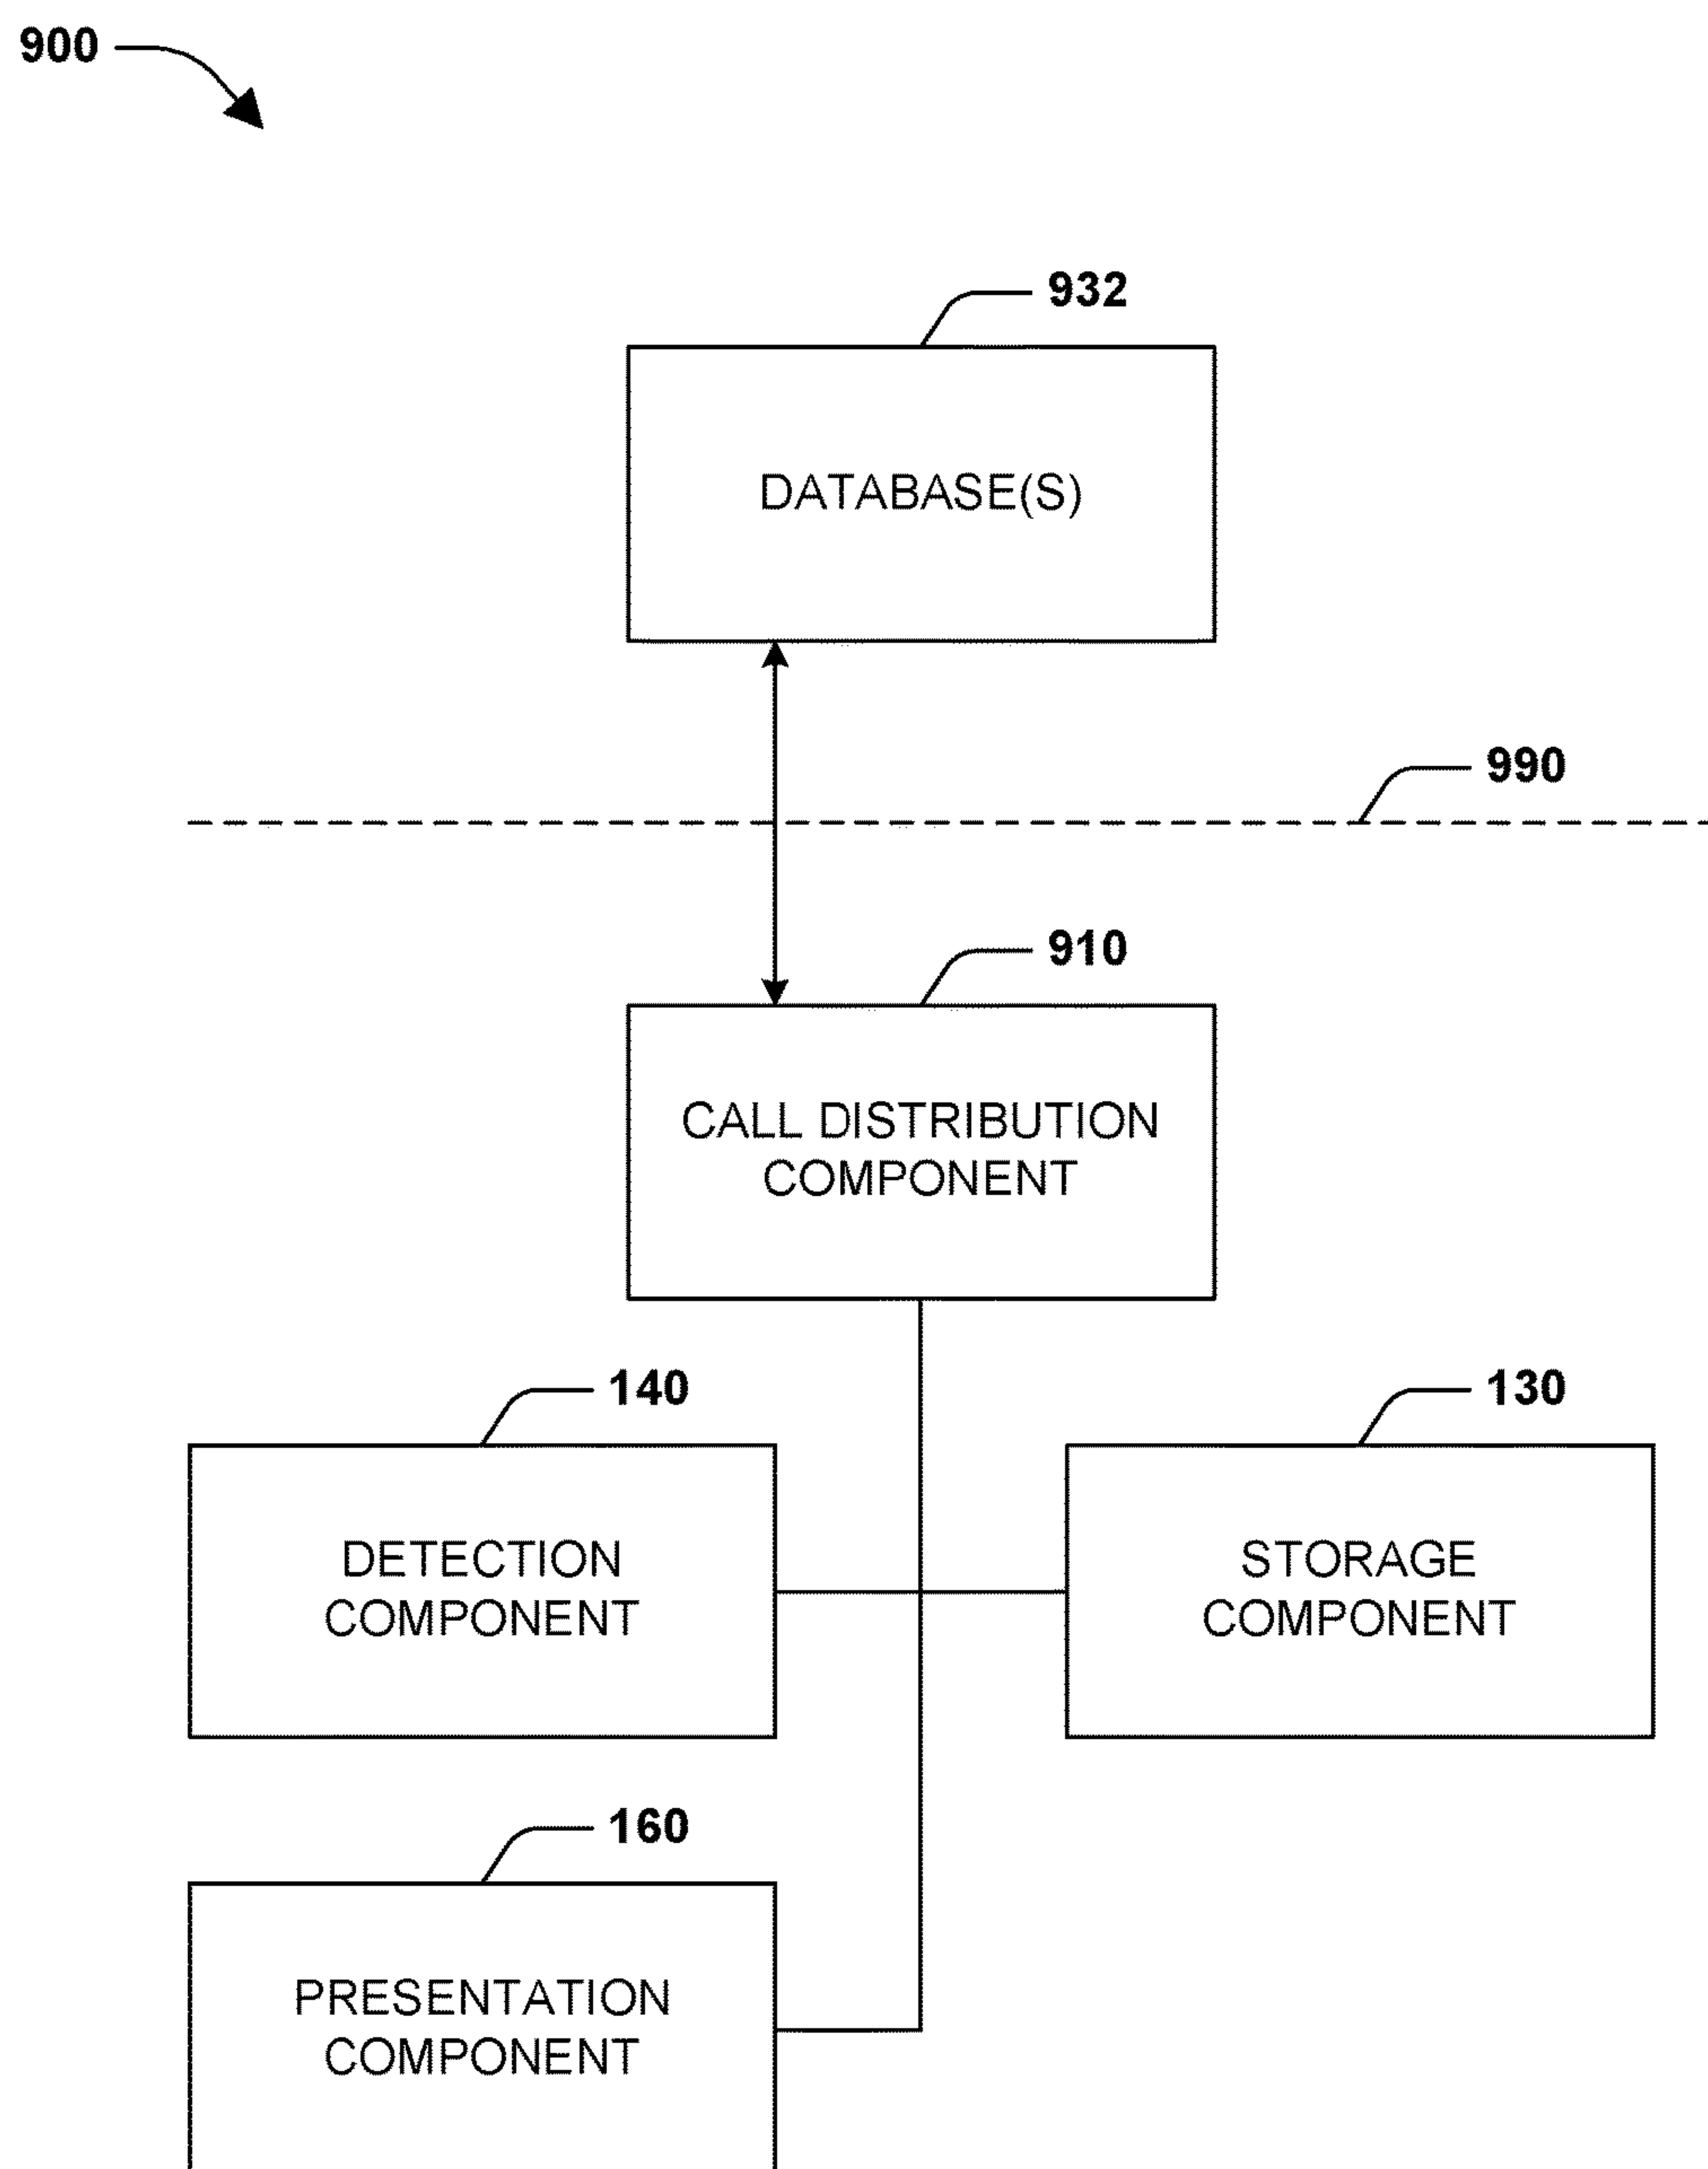 900
932
DATABASE(S)
990
910
CALL DISTRIBUTION
COMPONENT
140
130
DETECTION
COMPONENT
STORAGE
COMPONENT
160
PRESENTATION
COMPONENT